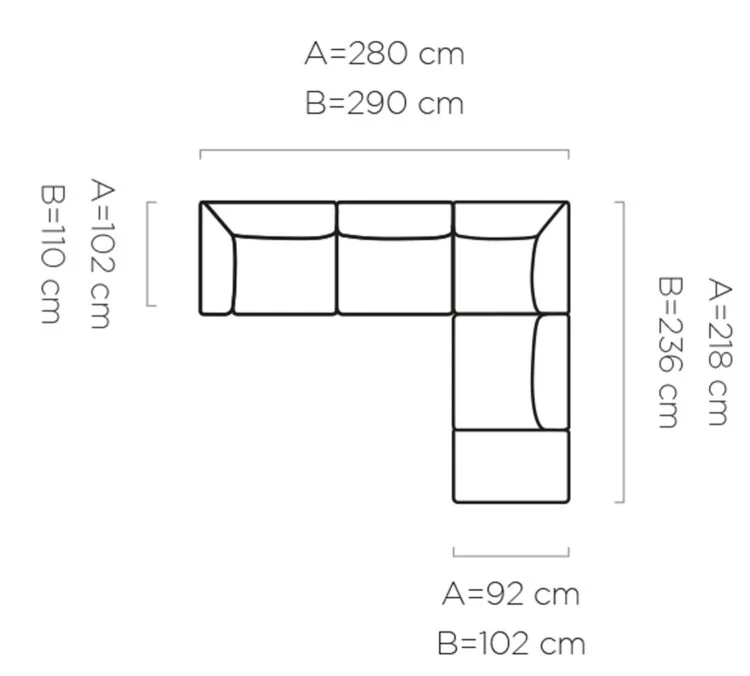 A=280 cm
B=290 cm
A=102 cm
B=110 cm
A=218 cm
B=236 cm
A=92 cm
B=102 cm